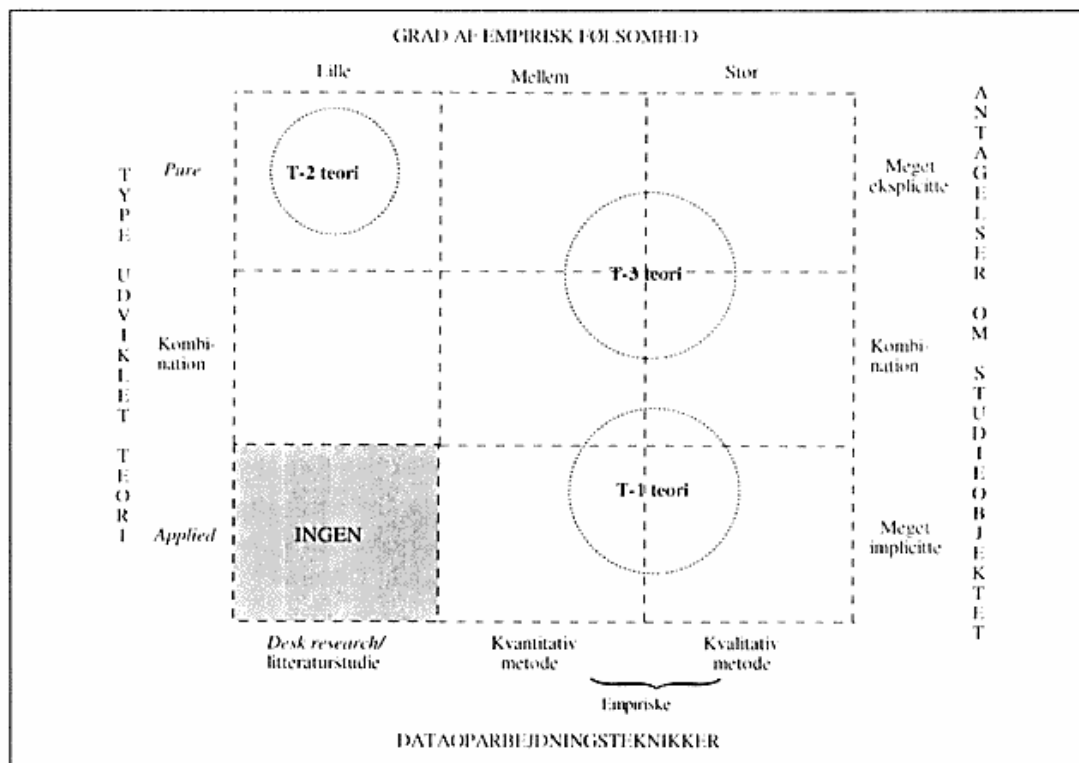 GRAD AF EMPIRISK FØLSOMHED
Lille
Mellem
Stor
TYPE UDVIKLET TEORI
Pure
Kombi-
nation
Applied
T-2 teori
T-3 teori
T-1 teori
INGEN
Meget
eksplicitte
Kombi-
nation
Meget
implicitte
ANTAGELSER OM STUDIEOBJEKTET
Desk research/
litteraturstudie
Kvantitativ
metode
Kvalitativ
metode
Empiriske
DATAOPARBEJDNINGSTEKNIKKER